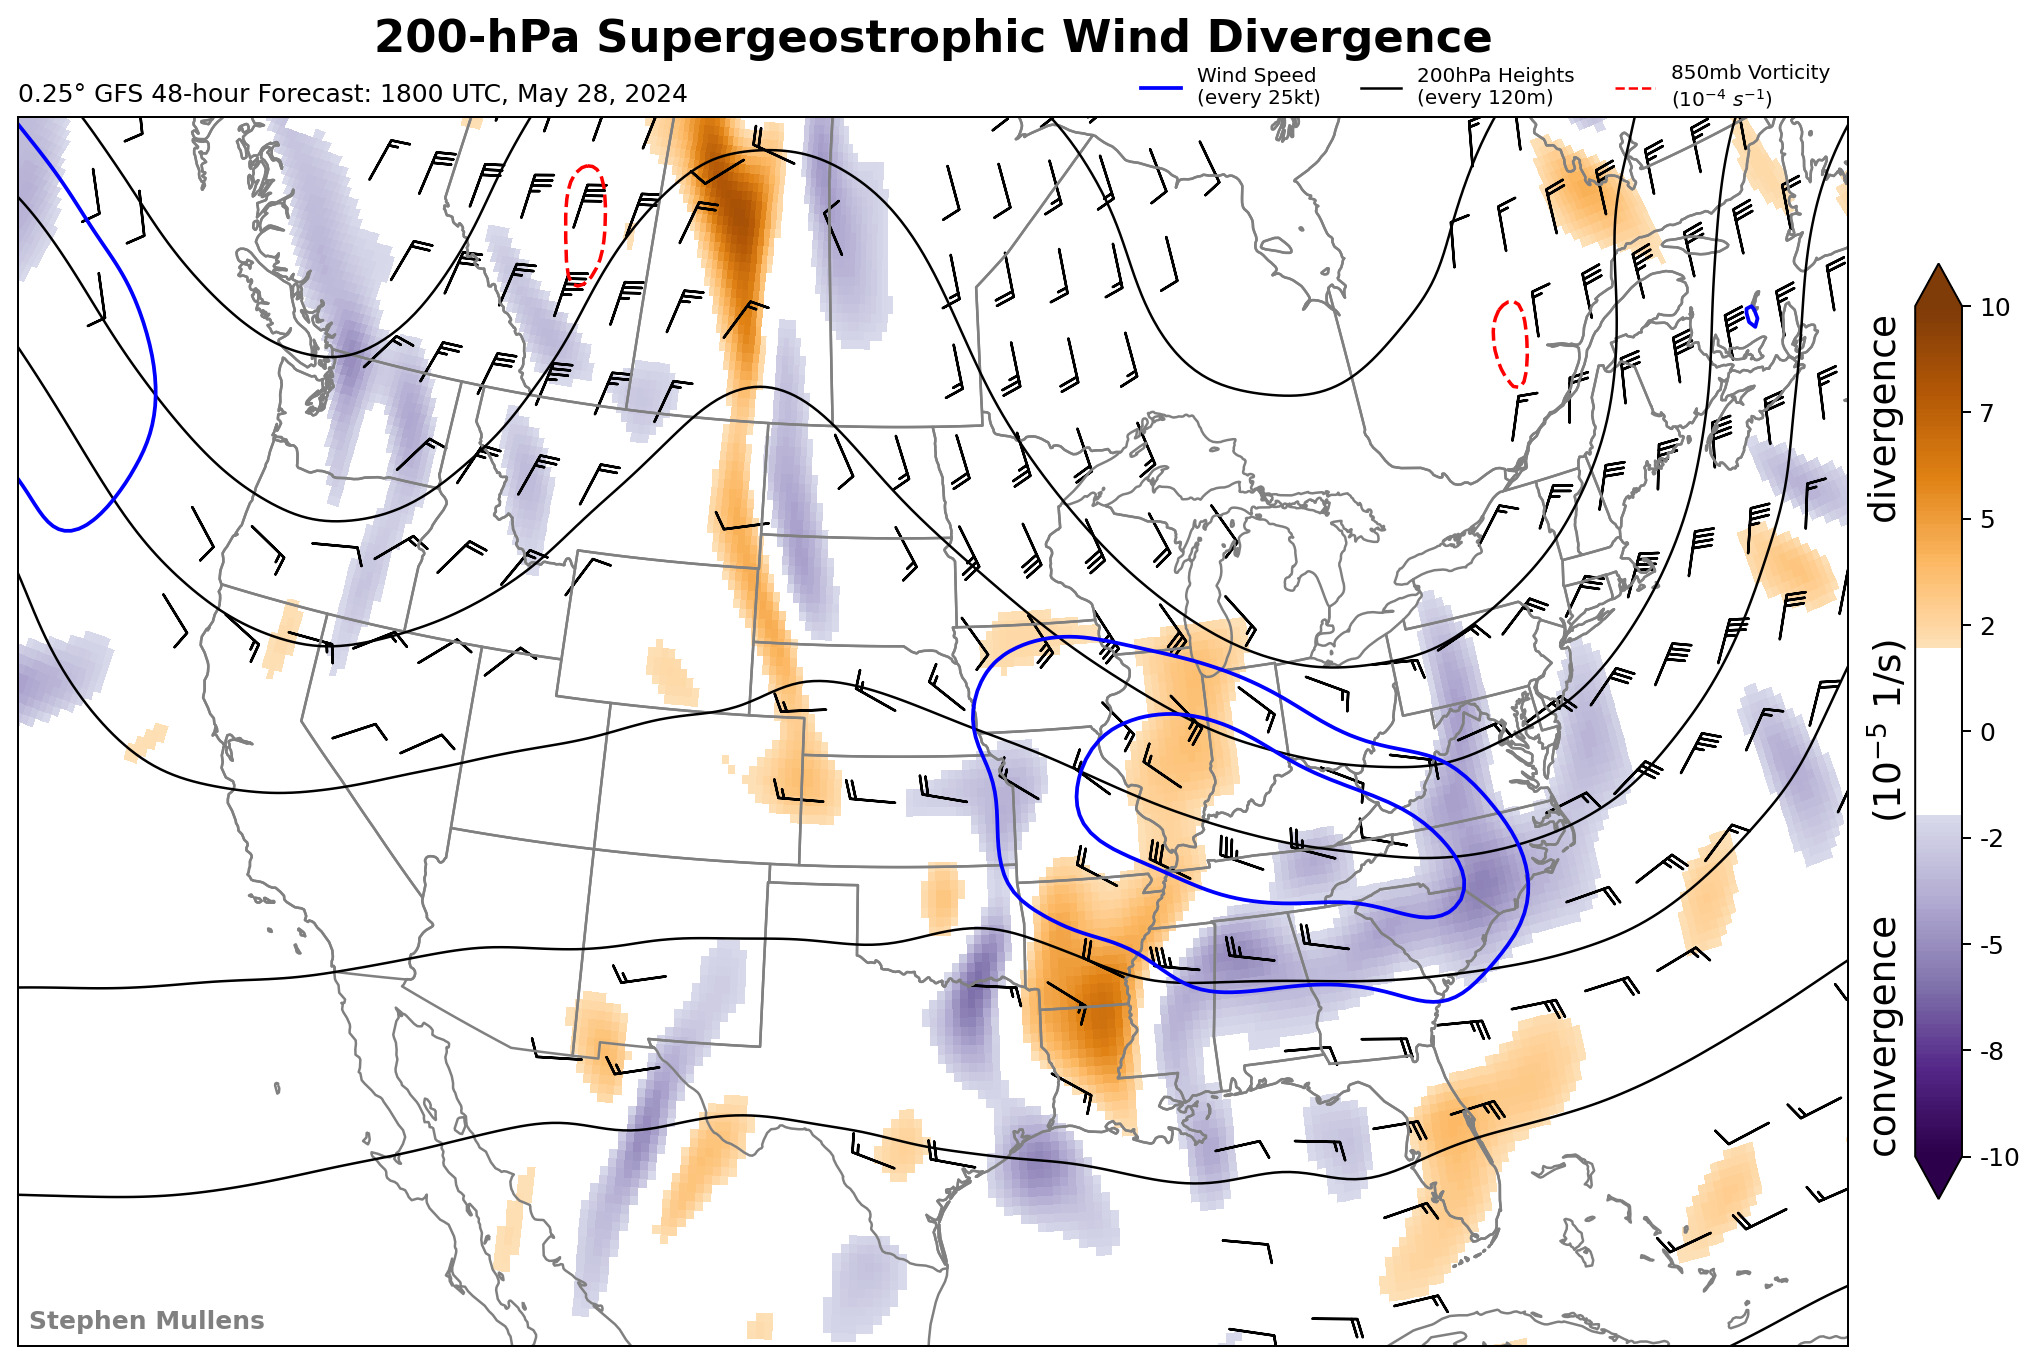 200-hPa Supergeostrophic Wind Divergence
0.25° GFS 48-hour Forecast: 1800 UTC, May 28, 2024
Wind Speed
(every 25kt)
200hPa Heights
(every 120m)
850mb Vorticity
(10⁻⁴ s⁻¹)
10
7
5
2
0
-2
-5
-8
-10
convergence (10⁻⁵ 1/s) divergence
Stephen Mullens